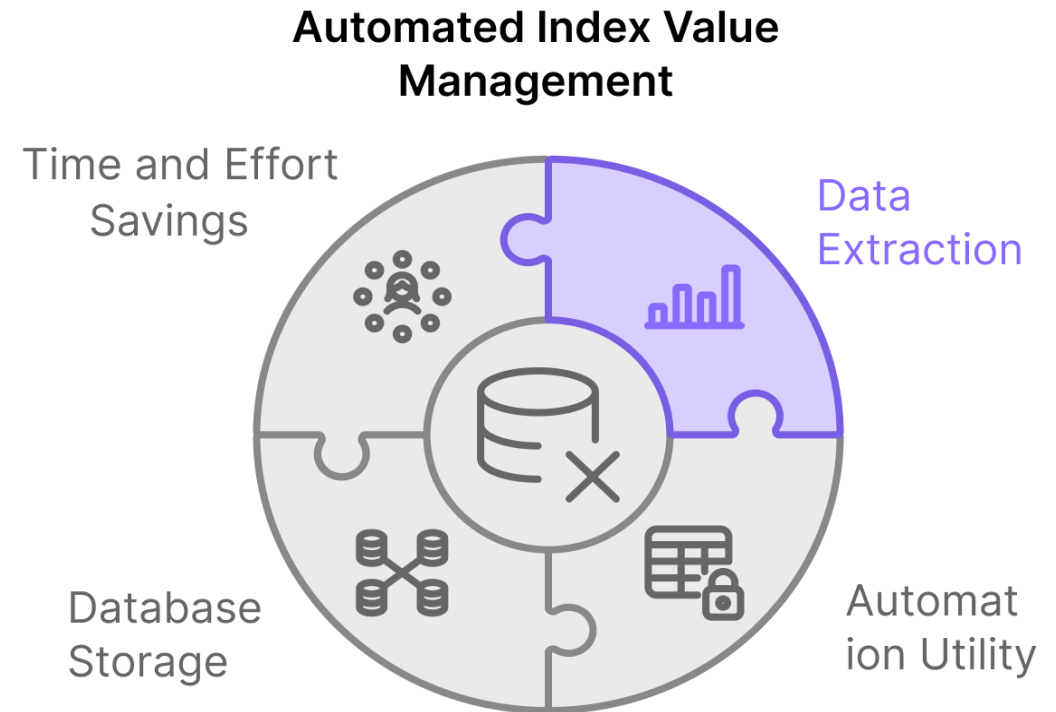 Automated Index Value
Management
Time and Effort
Savings
Data
Extraction
Database
Storage
Automat
ion Utility